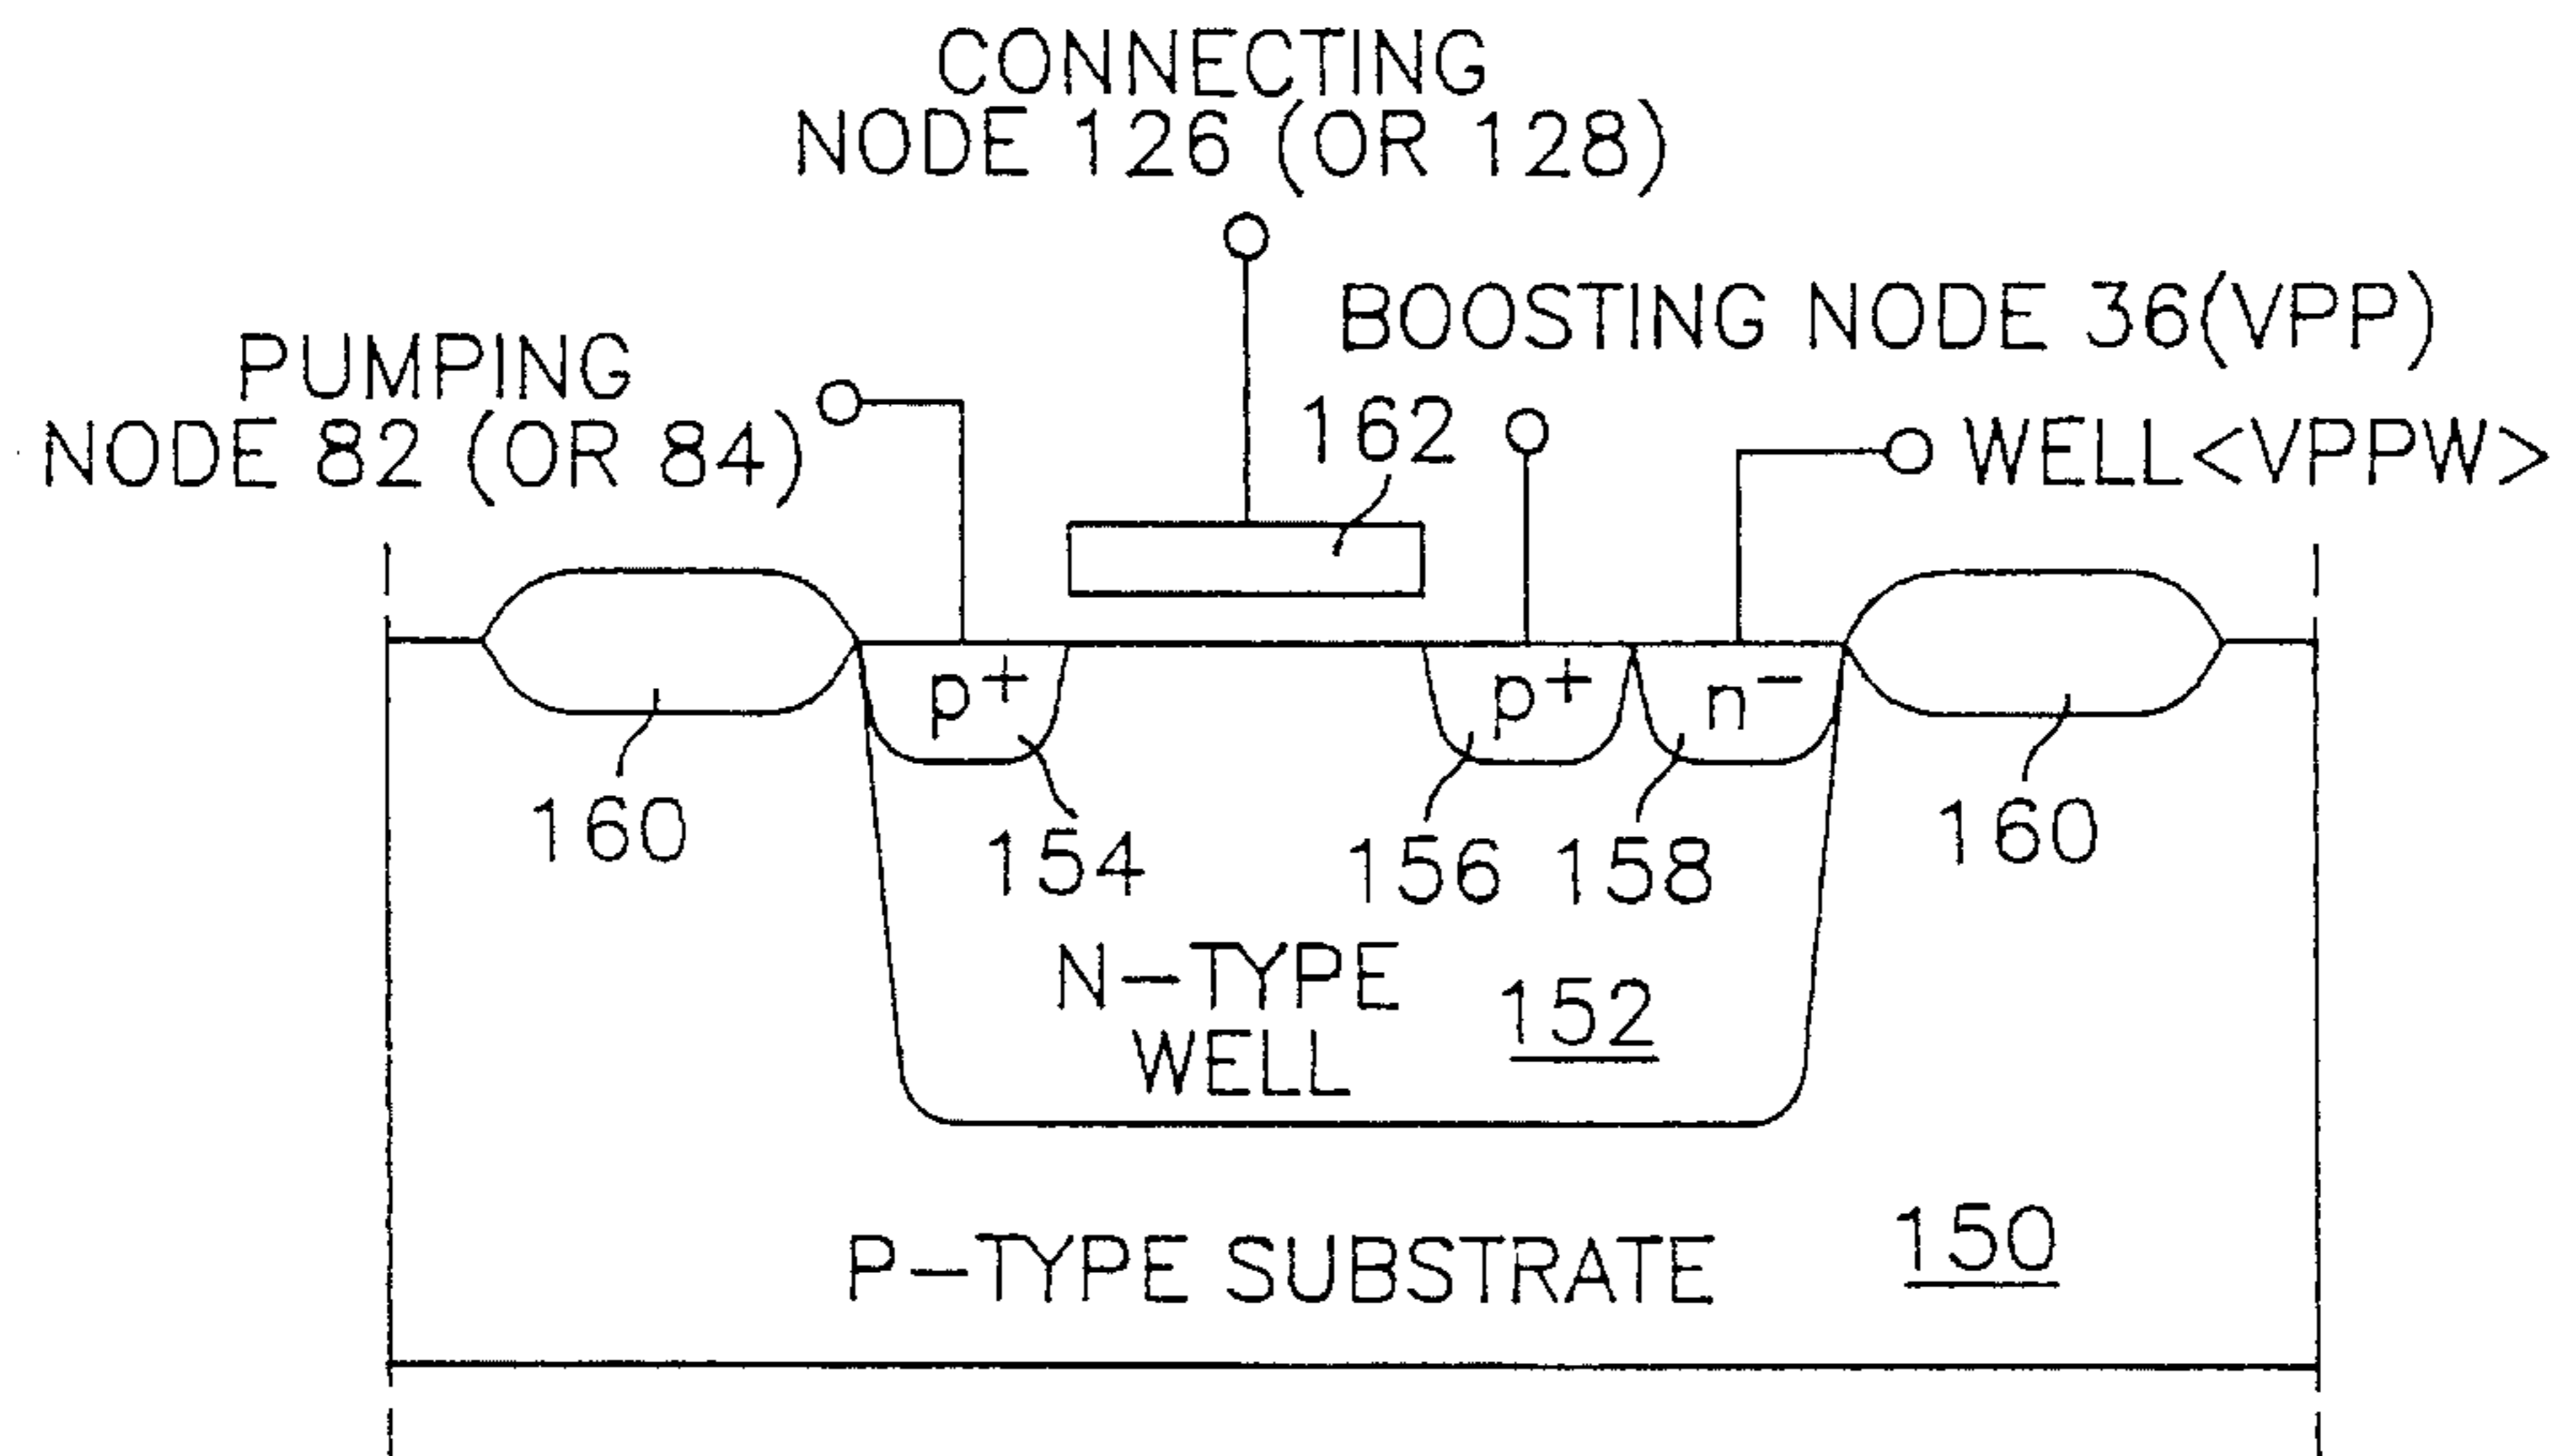 CONNECTING
NODE 126 (OR 128)
BOOSTING NODE 36(VPP)
PUMPING
NODE 82 (OR 84)
162
WELL<VPPW>
p+
p+
n-
160
154
156
158
160
N-TYPE
WELL
152
P-TYPE SUBSTRATE
150